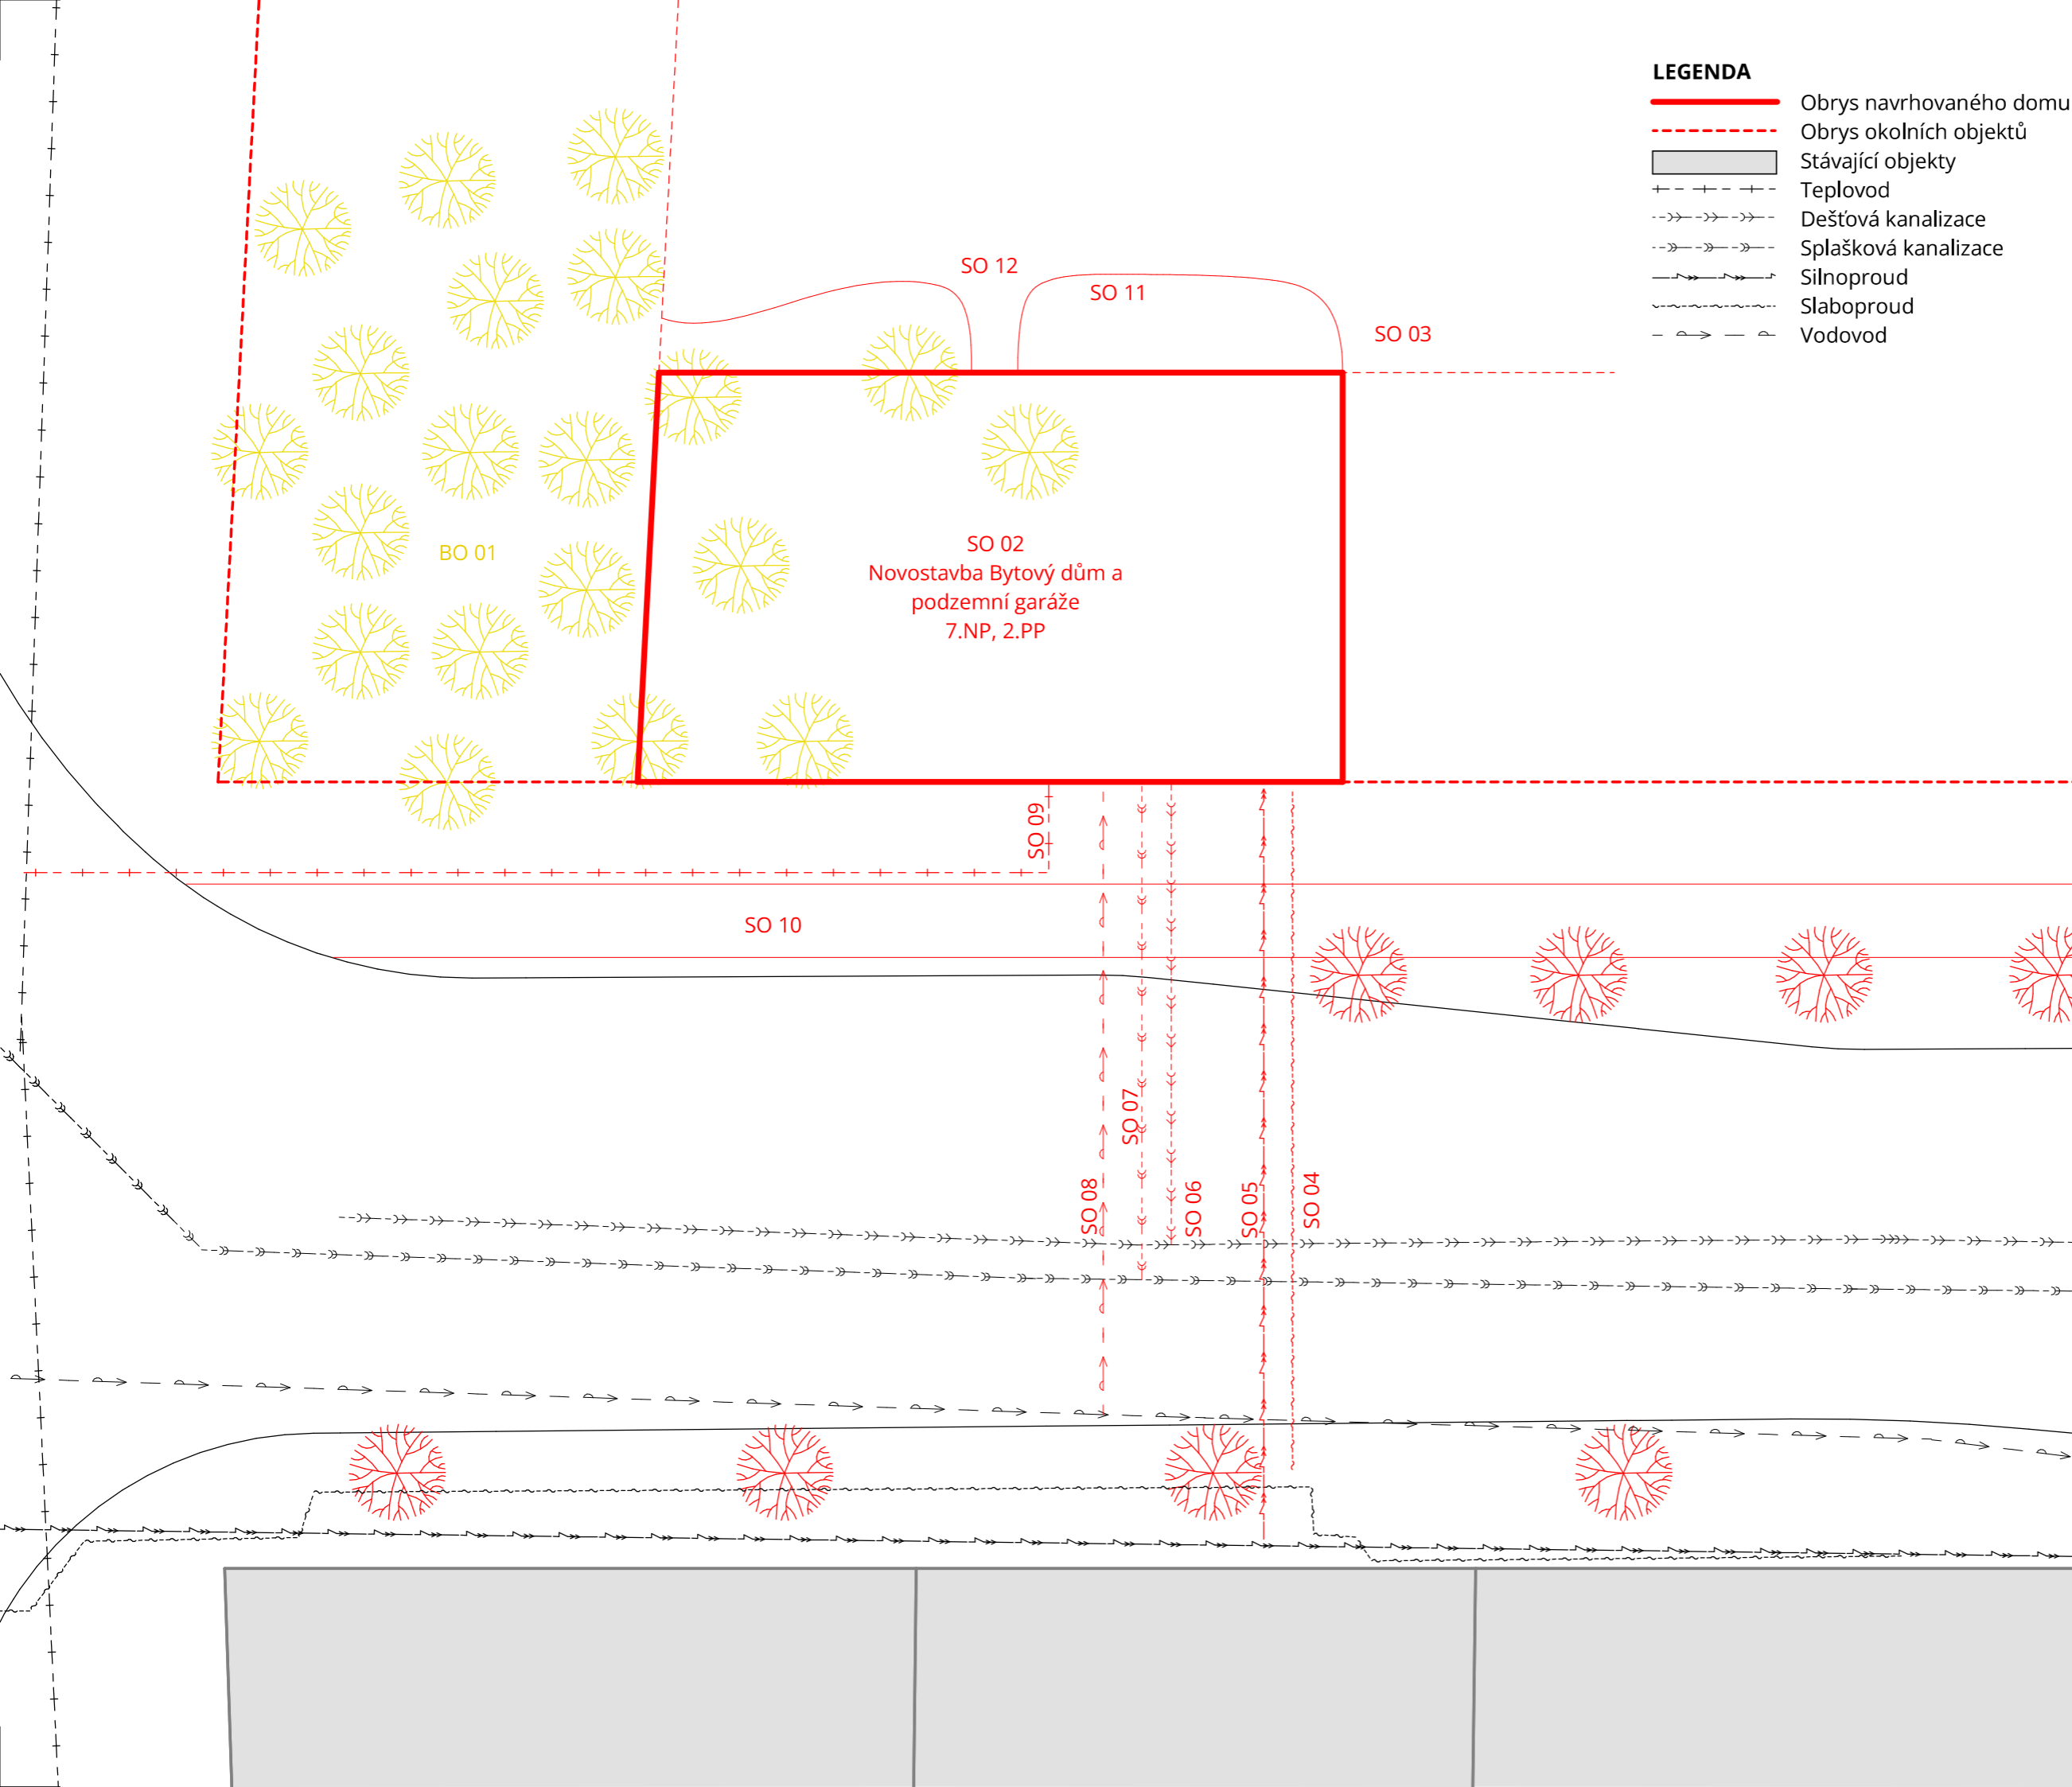 LEGENDA
Obrys navrhovaného domu
Obrys okolních objektů
Stávající objekty
Teplovod
Dešťová kanalizace
Splašková kanalizace
Silnoproud
Slaboproud
Vodovod
SO 12
SO 11
SO 03
BO 01
SO 02
Novostavba Bytový dům a
podzemní garáže
7.NP, 2.PP
SO 09
SO 10
SO 07
SO 08
SO 06
SO 05
SO 04